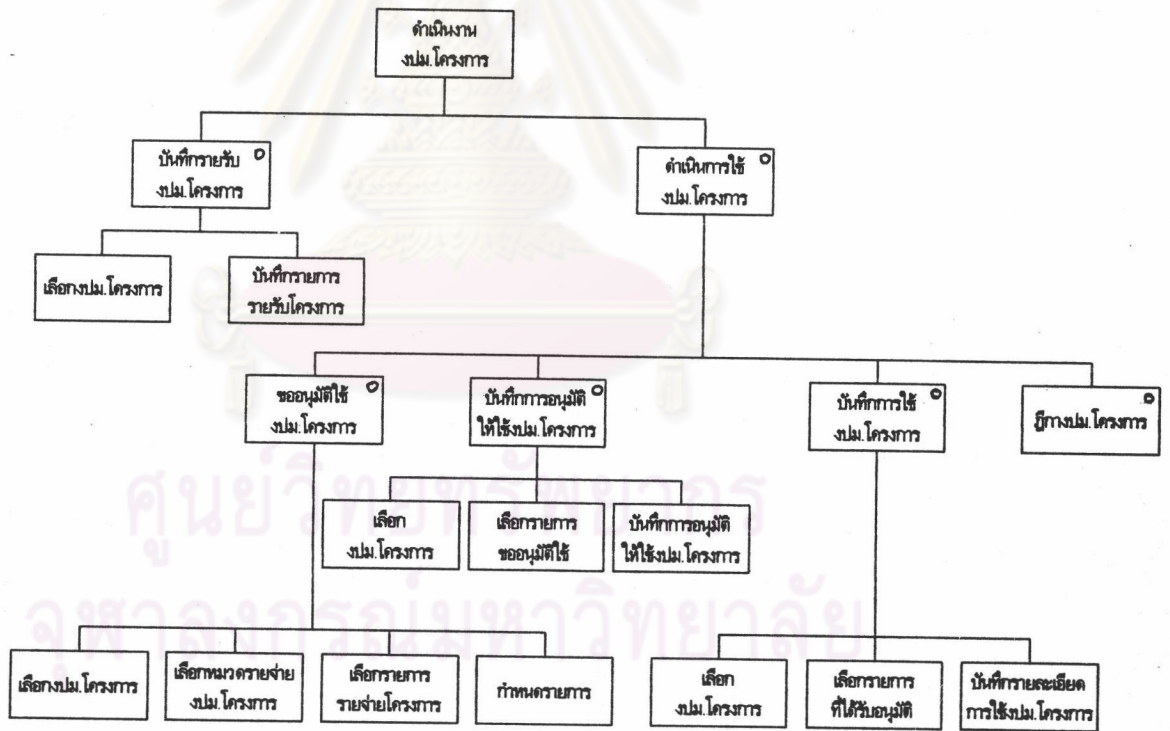 ดำเนินงาน
งปม.โครงการ
บันทึกรายรับ
งปม.โครงการ
ดำเนินการใช้
งปม.โครงการ
เลือกงปม.โครงการ
บันทึกรายการ
รายรับโครงการ
ขออนุมัติใช้
งปม.โครงการ
บันทึกการอนุมัติ
ให้ใช้งปม.โครงการ
บันทึกการใช้
งปม.โครงการ
ฎีกางปม.โครงการ
เลือก
งปม.โครงการ
เลือกรายการ
ขออนุมัติใช้
บันทึกการอนุมัติ
ให้ใช้งปม.โครงการ
เลือกงปม.โครงการ
เลือกหมวดรายจ่าย
งปม.โครงการ
เลือกรายการ
รายจ่ายโครงการ
กำหนดรายการ
เลือก
งปม.โครงการ
เลือกรายการ
ที่ได้รับอนุมัติ
บันทึกรายละเอียด
การใช้งปม.โครงการ
ศูนย์วิทยทรัพยากร
จุฬาลงกรณ์มหาวิทยาลัย